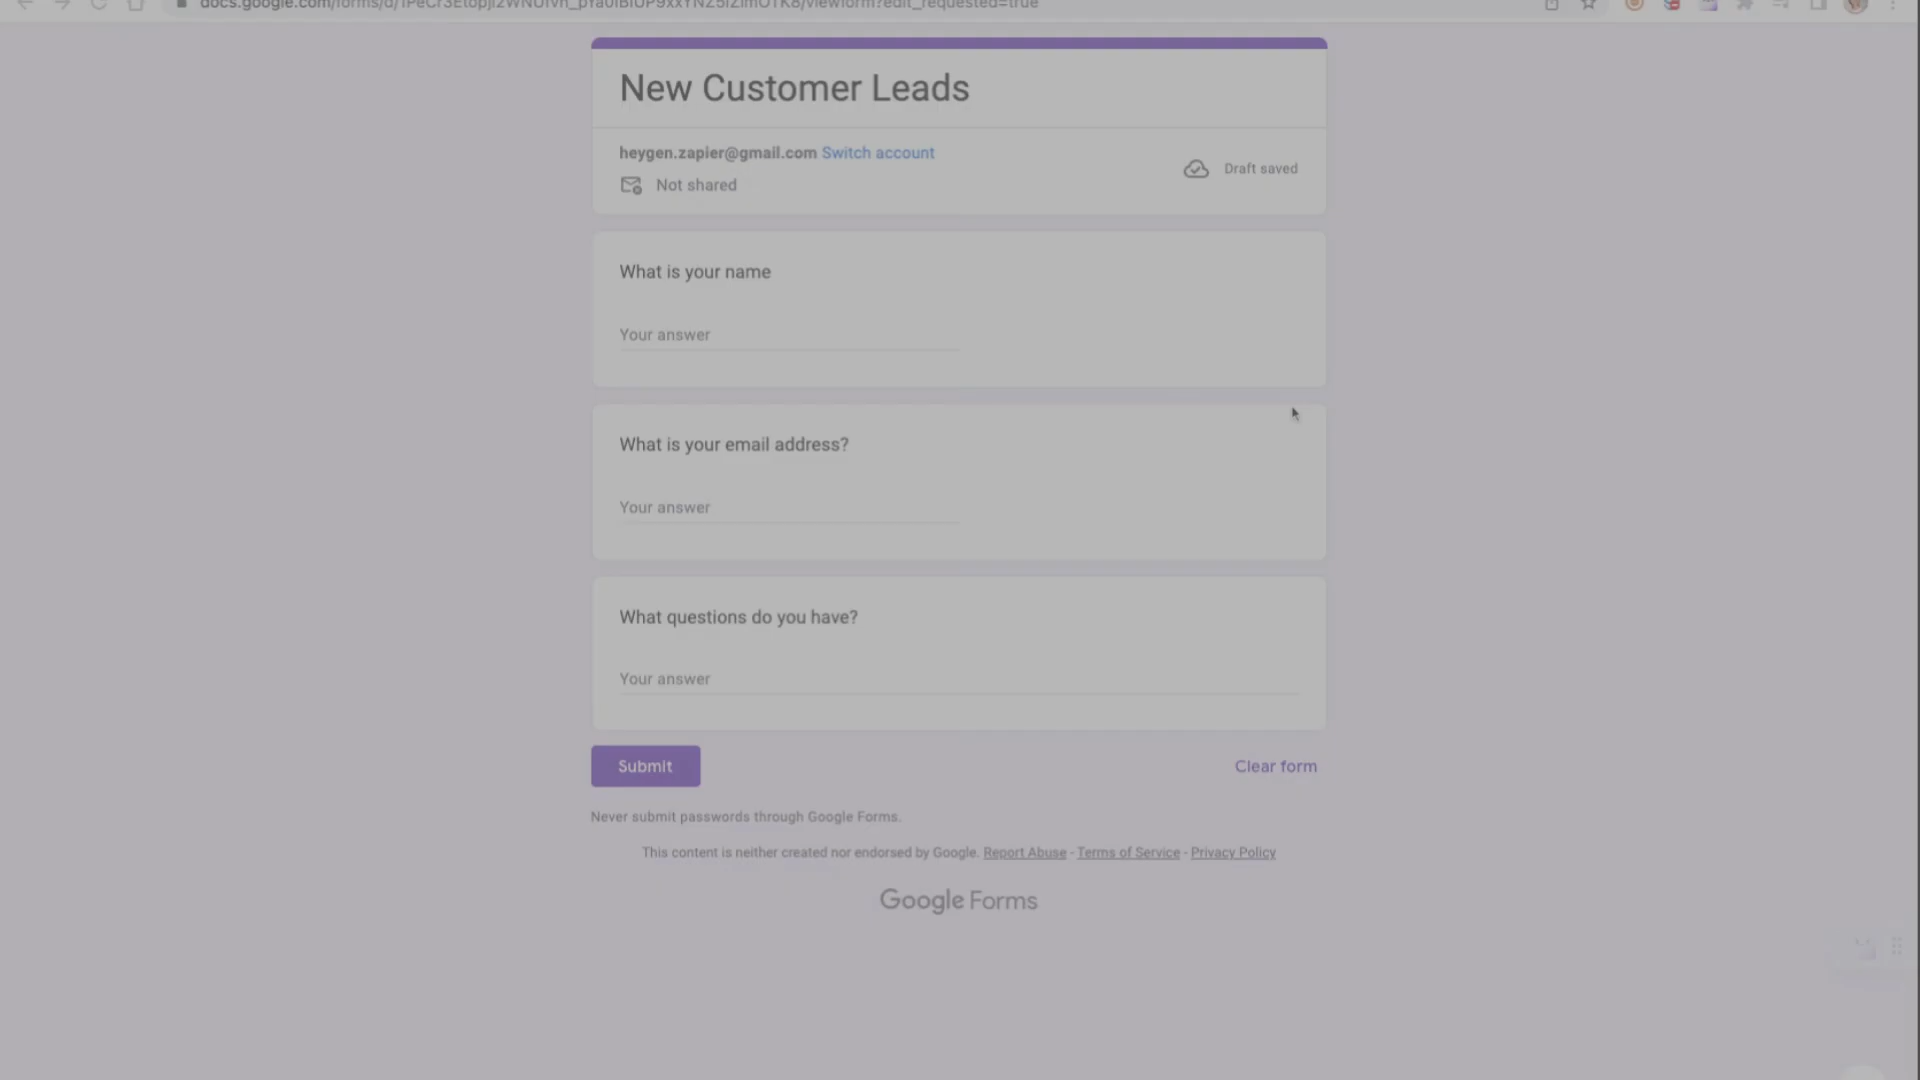 New Customer Leads
heygen.zapier@gmail.com Switch account
Draft saved
Not shared
What is your name
Your answer
What is your email address?
Your answer
What questions do you have?
Your answer
Submit
Clear form
Never submit passwords through Google Forms.
This content is neither created nor endorsed by Google. Report Abuse - Terms of Service - Privacy Policy
Google Forms